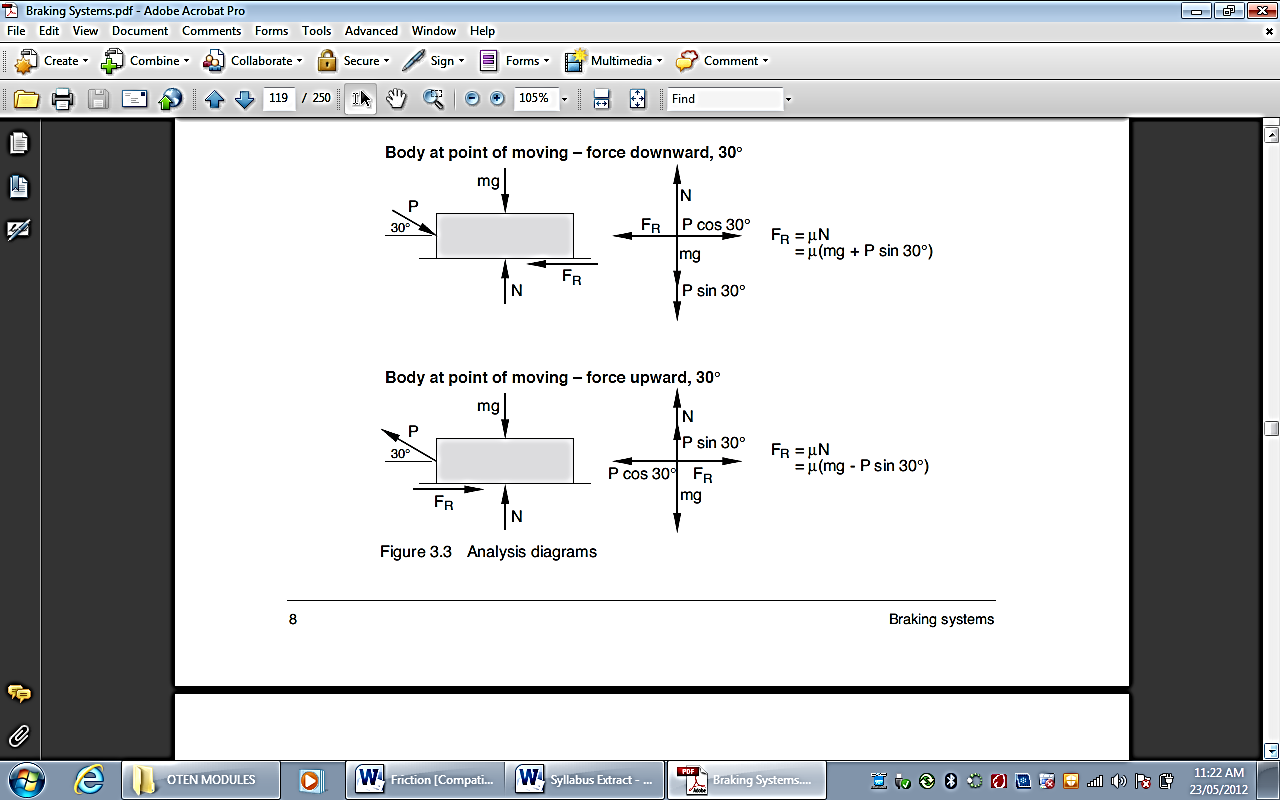 Braking Systems.pdf - Adobe Acrobat Pro
File Edit View Document Comments Forms Tools Advanced Window Help
Create Combine Collaborate Secure Sign Forms Multimedia Comment
119 / 250 105% Find
Body at point of moving – force downward, 30°
mg
P
30°
FR
N
N
FR P cos 30°
mg
P sin 30°
FR = μN
= μ(mg + P sin 30°)
Body at point of moving – force upward, 30°
mg
P
30°
FR
N
N
P sin 30°
P cos 30° FR
mg
FR = μN
= μ(mg - P sin 30°)
Figure 3.3 Analysis diagrams
8 Braking systems
OTEN MODULES Friction [Compati... Syllabus Extract - ... Braking Systems....
11:22 AM
23/05/2012